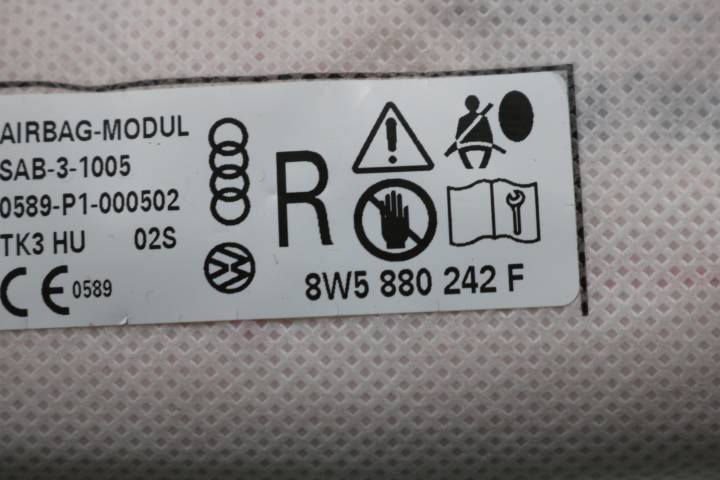 AIRBAG-MODUL
SAB-3-1005
0589-P1-000502
TK3 HU 02S
CE 0589
R
8W5 880 242 F